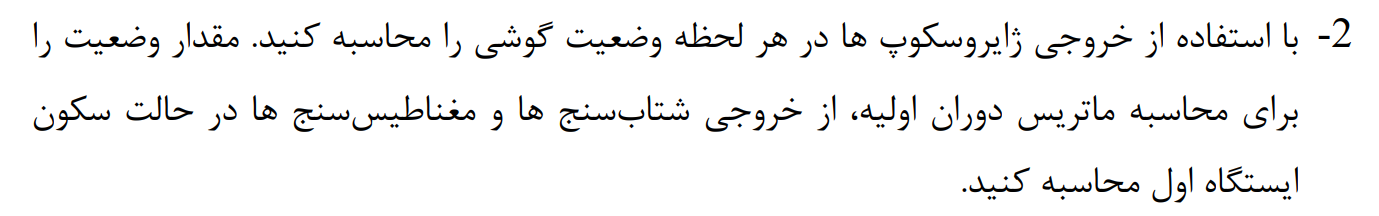 2- با استفاده از خروجی ژایروسکوپ ها در هر لحظه وضعیت گوشی را محاسبه کنید. مقدار وضعیت را
برای محاسبه ماتریس دوران اولیه، از خروجی شتاب‌سنج ها و مغناطیس‌سنج ها در حالت سکون
ایستگاه اول محاسبه کنید.